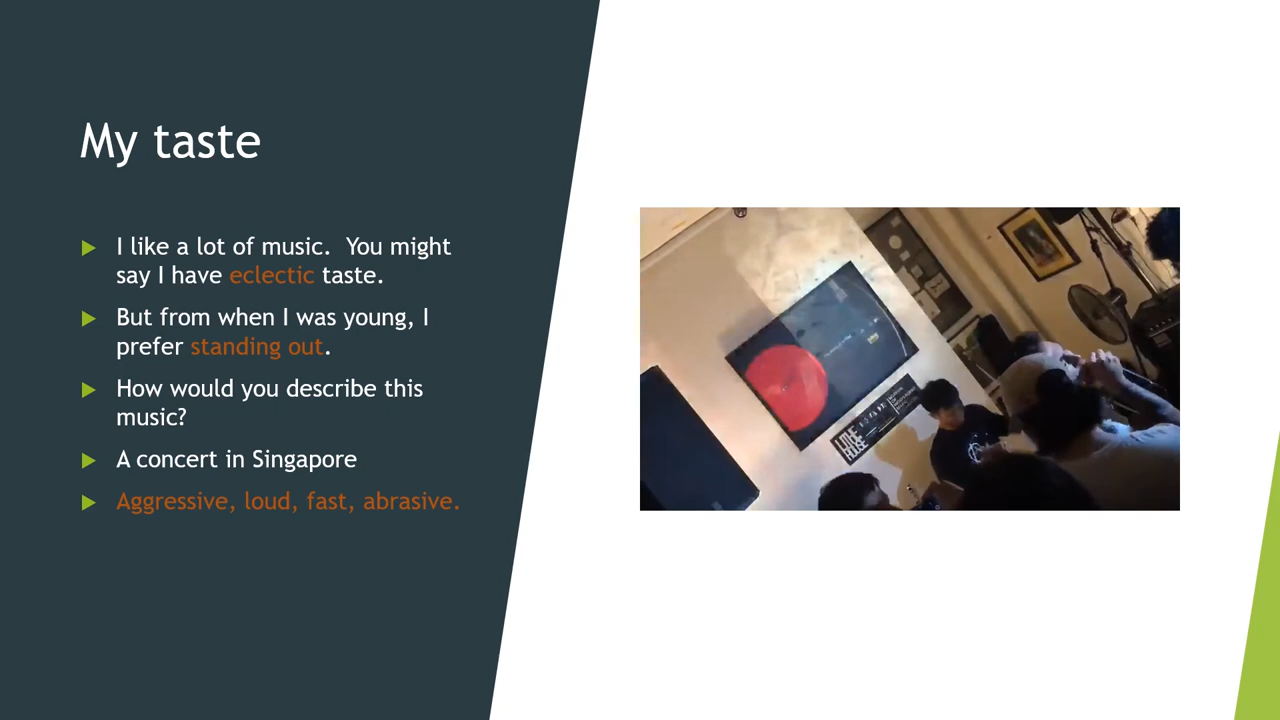 My taste
I like a lot of music.  You might
say I have eclectic taste.
But from when I was young, I
prefer standing out.
How would you describe this
music?
A concert in Singapore
Aggressive, loud, fast, abrasive.